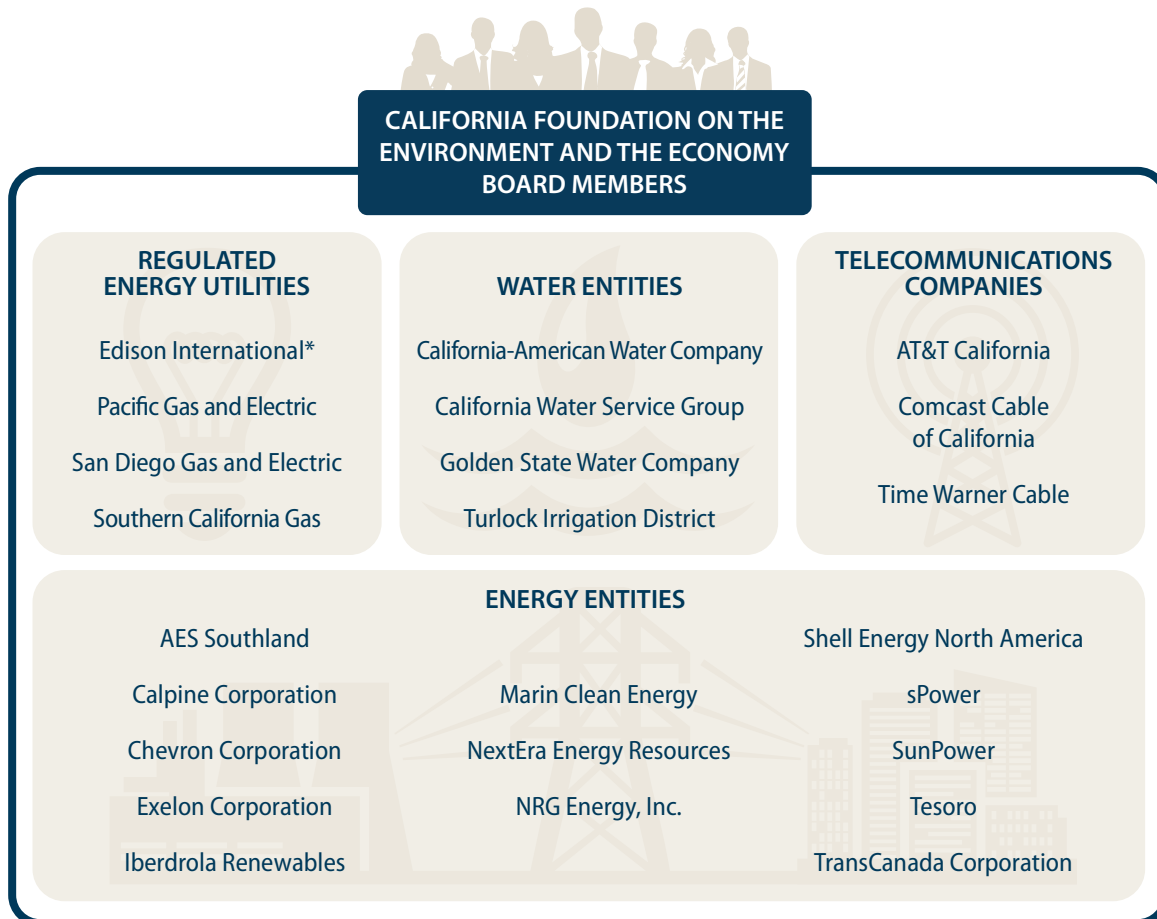 CALIFORNIA FOUNDATION ON THE
ENVIRONMENT AND THE ECONOMY
BOARD MEMBERS
REGULATED
ENERGY UTILITIES
Edison International*
Pacific Gas and Electric
San Diego Gas and Electric
Southern California Gas
WATER ENTITIES
California-American Water Company
California Water Service Group
Golden State Water Company
Turlock Irrigation District
TELECOMMUNICATIONS
COMPANIES
AT&T California
Comcast Cable
of California
Time Warner Cable
ENERGY ENTITIES
AES Southland
Calpine Corporation
Chevron Corporation
Exelon Corporation
Iberdrola Renewables
Marin Clean Energy
NextEra Energy Resources
NRG Energy, Inc.
Shell Energy North America
sPower
SunPower
Tesoro
TransCanada Corporation